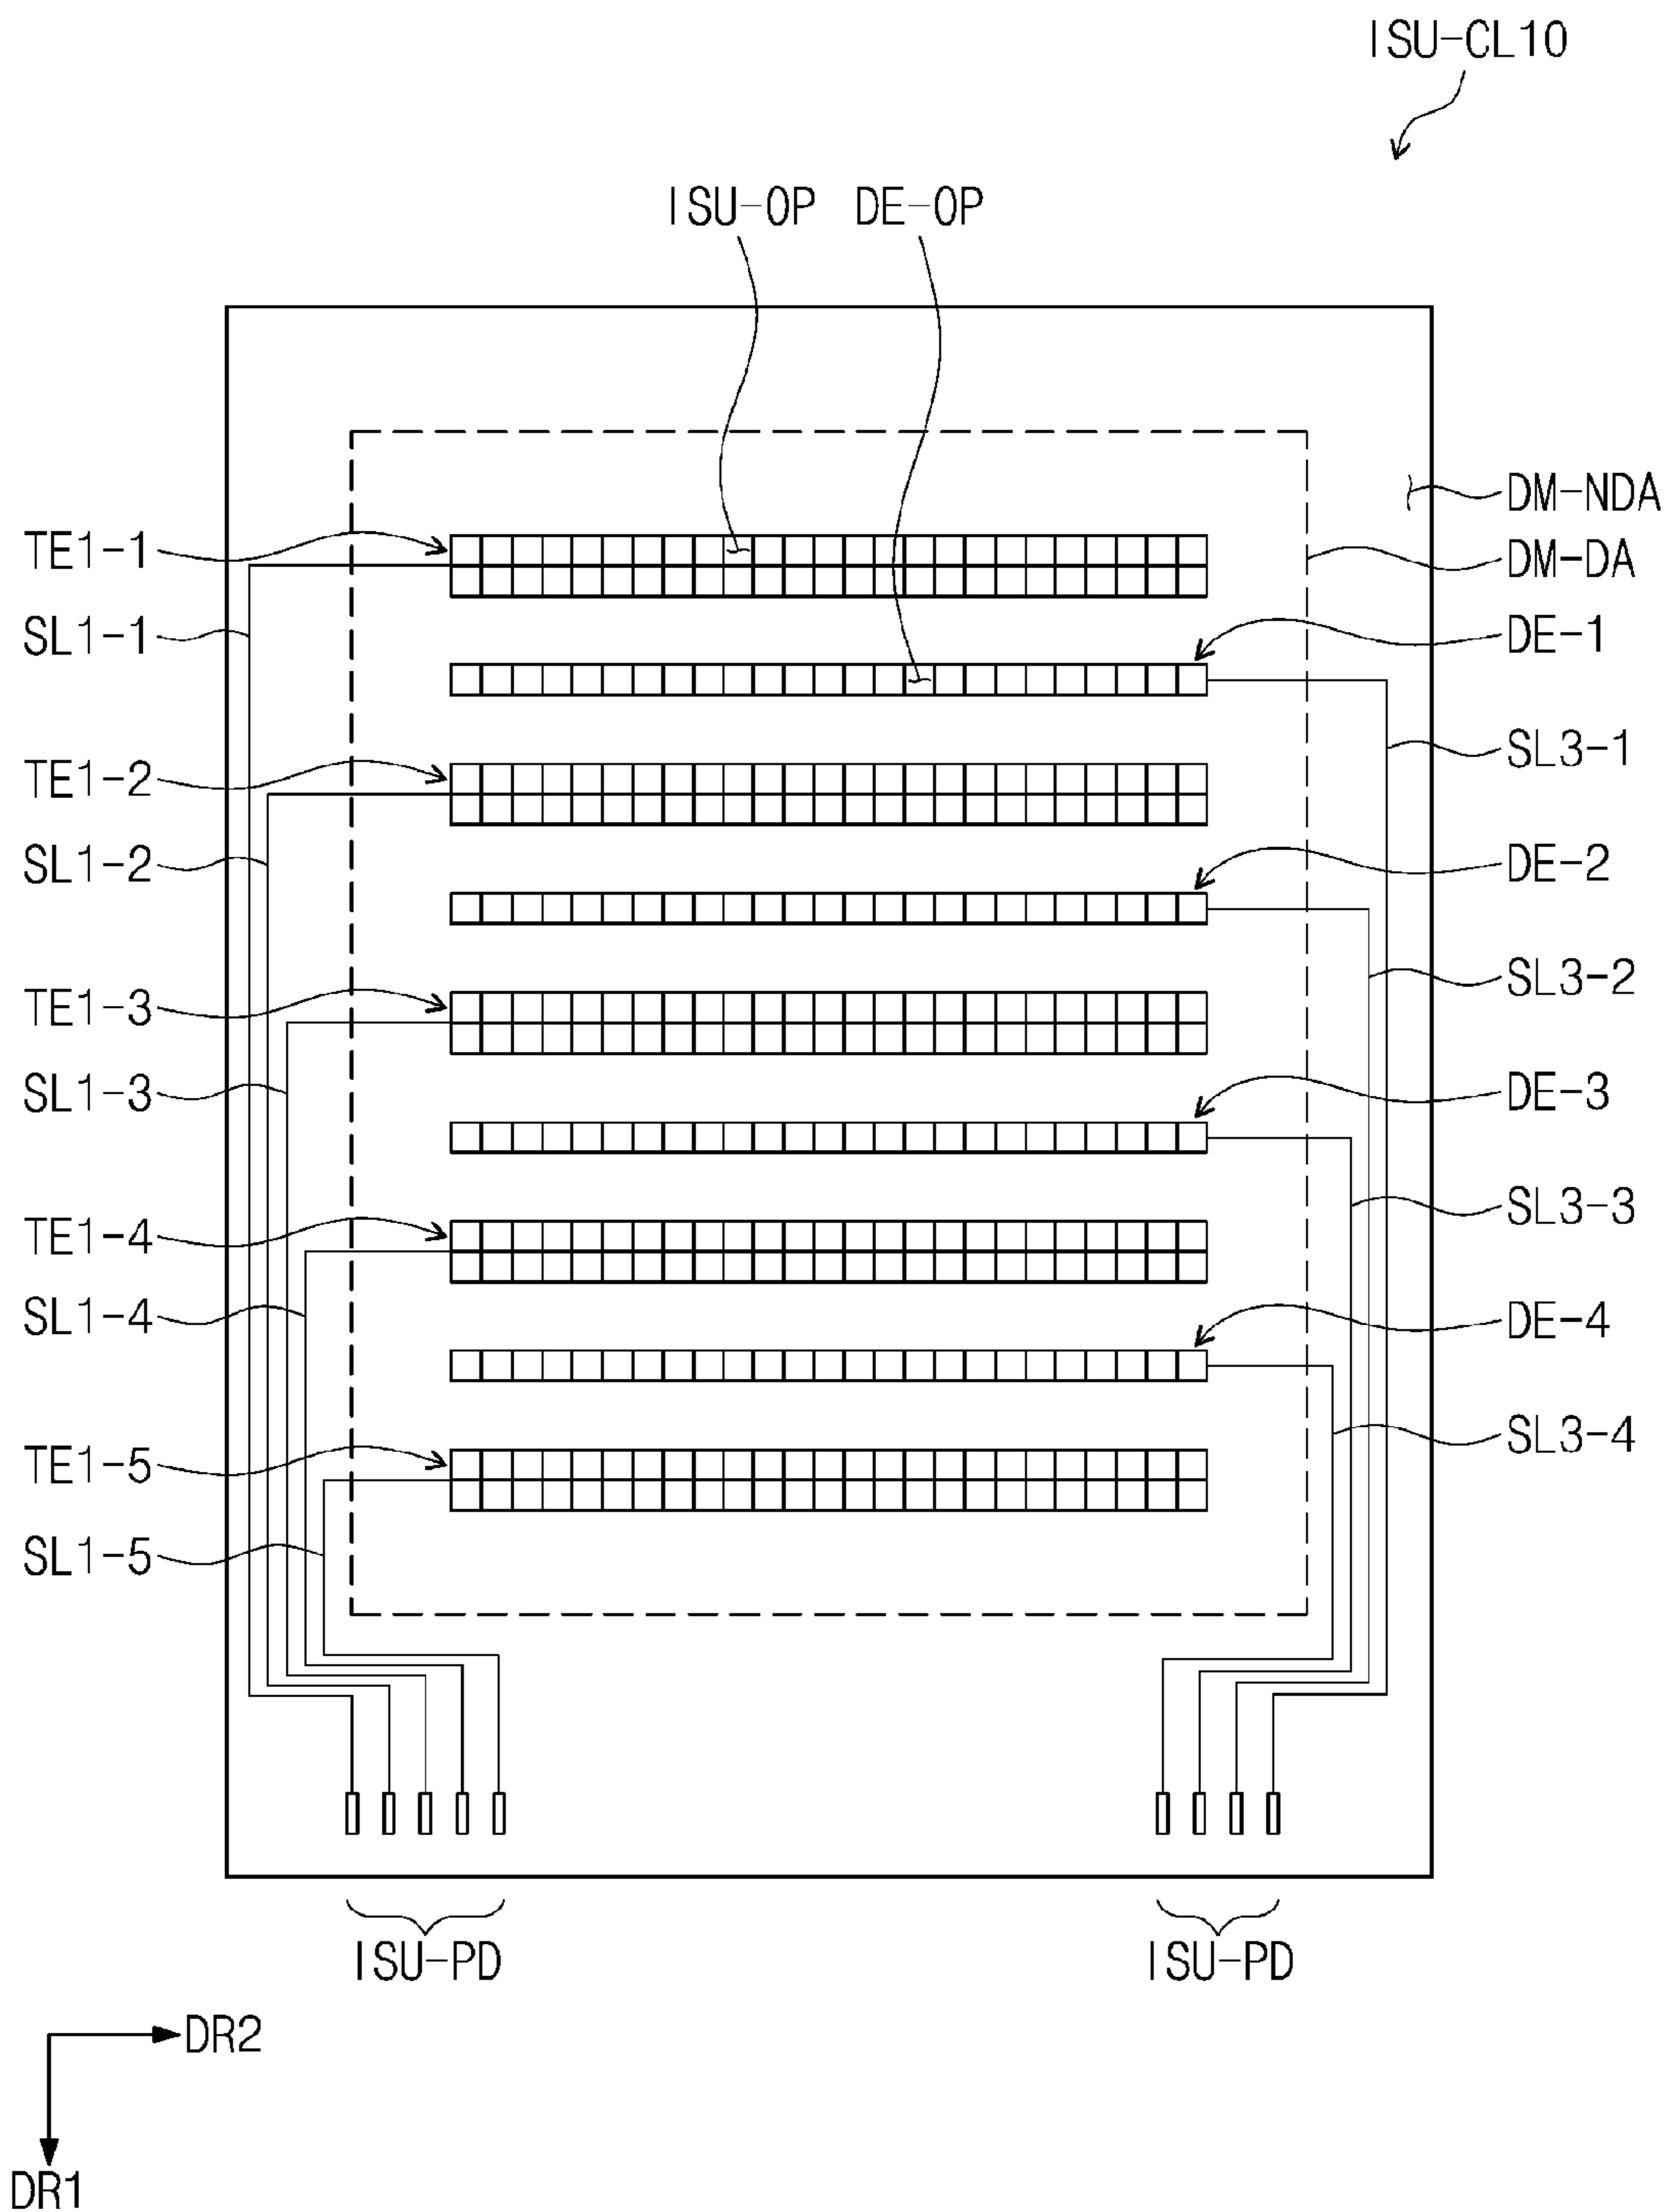 ISU-CL10
ISU-OP DE-OP
DM-NDA
TE1-1
DM-DA
SL1-1
DE-1
SL3-1
TE1-2
SL1-2
DE-2
SL3-2
TE1-3
SL1-3
DE-3
SL3-3
TE1-4
SL1-4
DE-4
SL3-4
TE1-5
SL1-5
ISU-PD ISU-PD
DR2
DR1